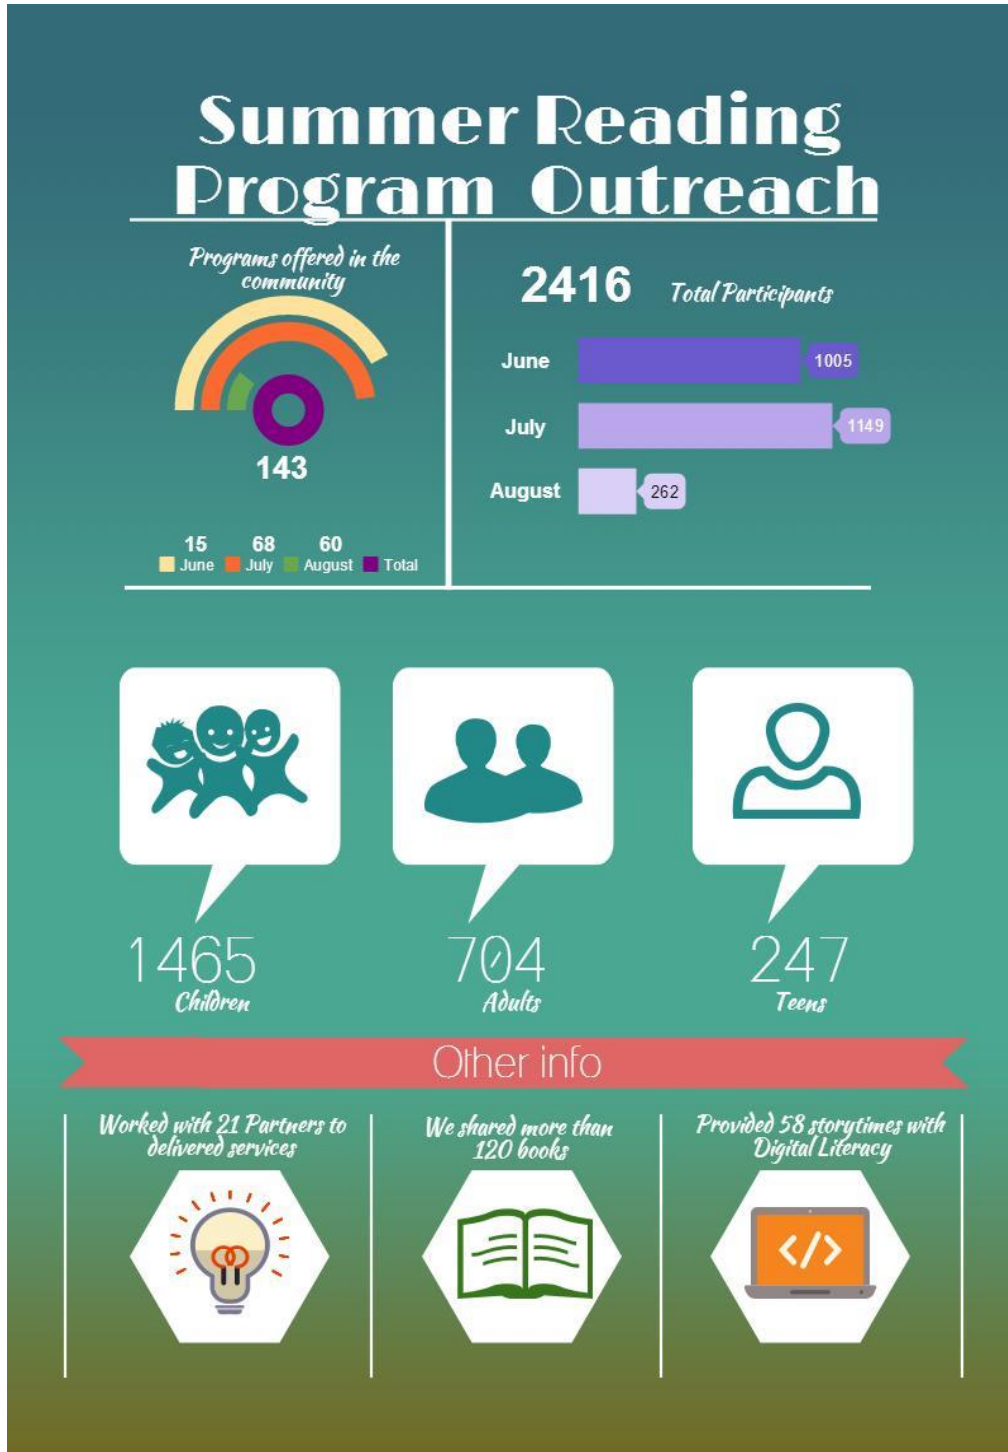 Summer Reading
Program Outreach
Programs offered in the
community
143
15 68 60
June July August Total
2416 Total Participants
June 1005
July 1149
August 262
1465
Children
704
Adults
247
Teens
Other info
Worked with 21 Partners to
delivered services
We shared more than
120 books
Provided 58 storytimes with
Digital Literacy
</>